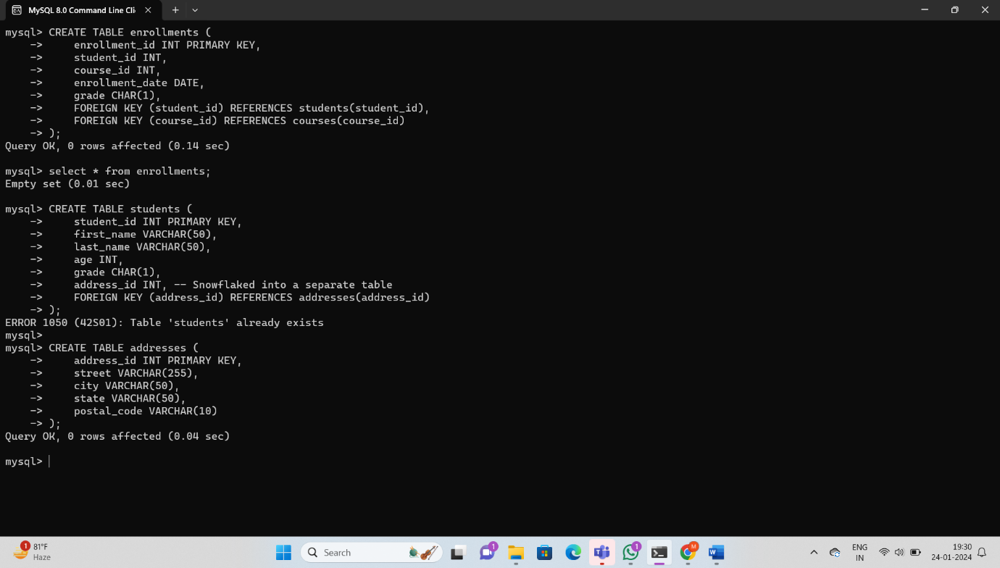 MySQL 8.0 Command Line Cli
mysql> CREATE TABLE enrollments (
    ->     enrollment_id INT PRIMARY KEY,
    ->     student_id INT,
    ->     course_id INT,
    ->     enrollment_date DATE,
    ->     grade CHAR(1),
    ->     FOREIGN KEY (student_id) REFERENCES students(student_id),
    ->     FOREIGN KEY (course_id) REFERENCES courses(course_id)
    -> );
Query OK, 0 rows affected (0.14 sec)
mysql> select * from enrollments;
Empty set (0.01 sec)
mysql> CREATE TABLE students (
    ->     student_id INT PRIMARY KEY,
    ->     first_name VARCHAR(50),
    ->     last_name VARCHAR(50),
    ->     age INT,
    ->     grade CHAR(1),
    ->     address_id INT, -- Snowflaked into a separate table
    ->     FOREIGN KEY (address_id) REFERENCES addresses(address_id)
    -> );
ERROR 1050 (42S01): Table 'students' already exists
mysql>
mysql> CREATE TABLE addresses (
    ->     address_id INT PRIMARY KEY,
    ->     street VARCHAR(255),
    ->     city VARCHAR(50),
    ->     state VARCHAR(50),
    ->     postal_code VARCHAR(10)
    -> );
Query OK, 0 rows affected (0.04 sec)
mysql>
1
81°F
Haze
Search
1
1
M
ENG
IN
19:30
24-01-2024